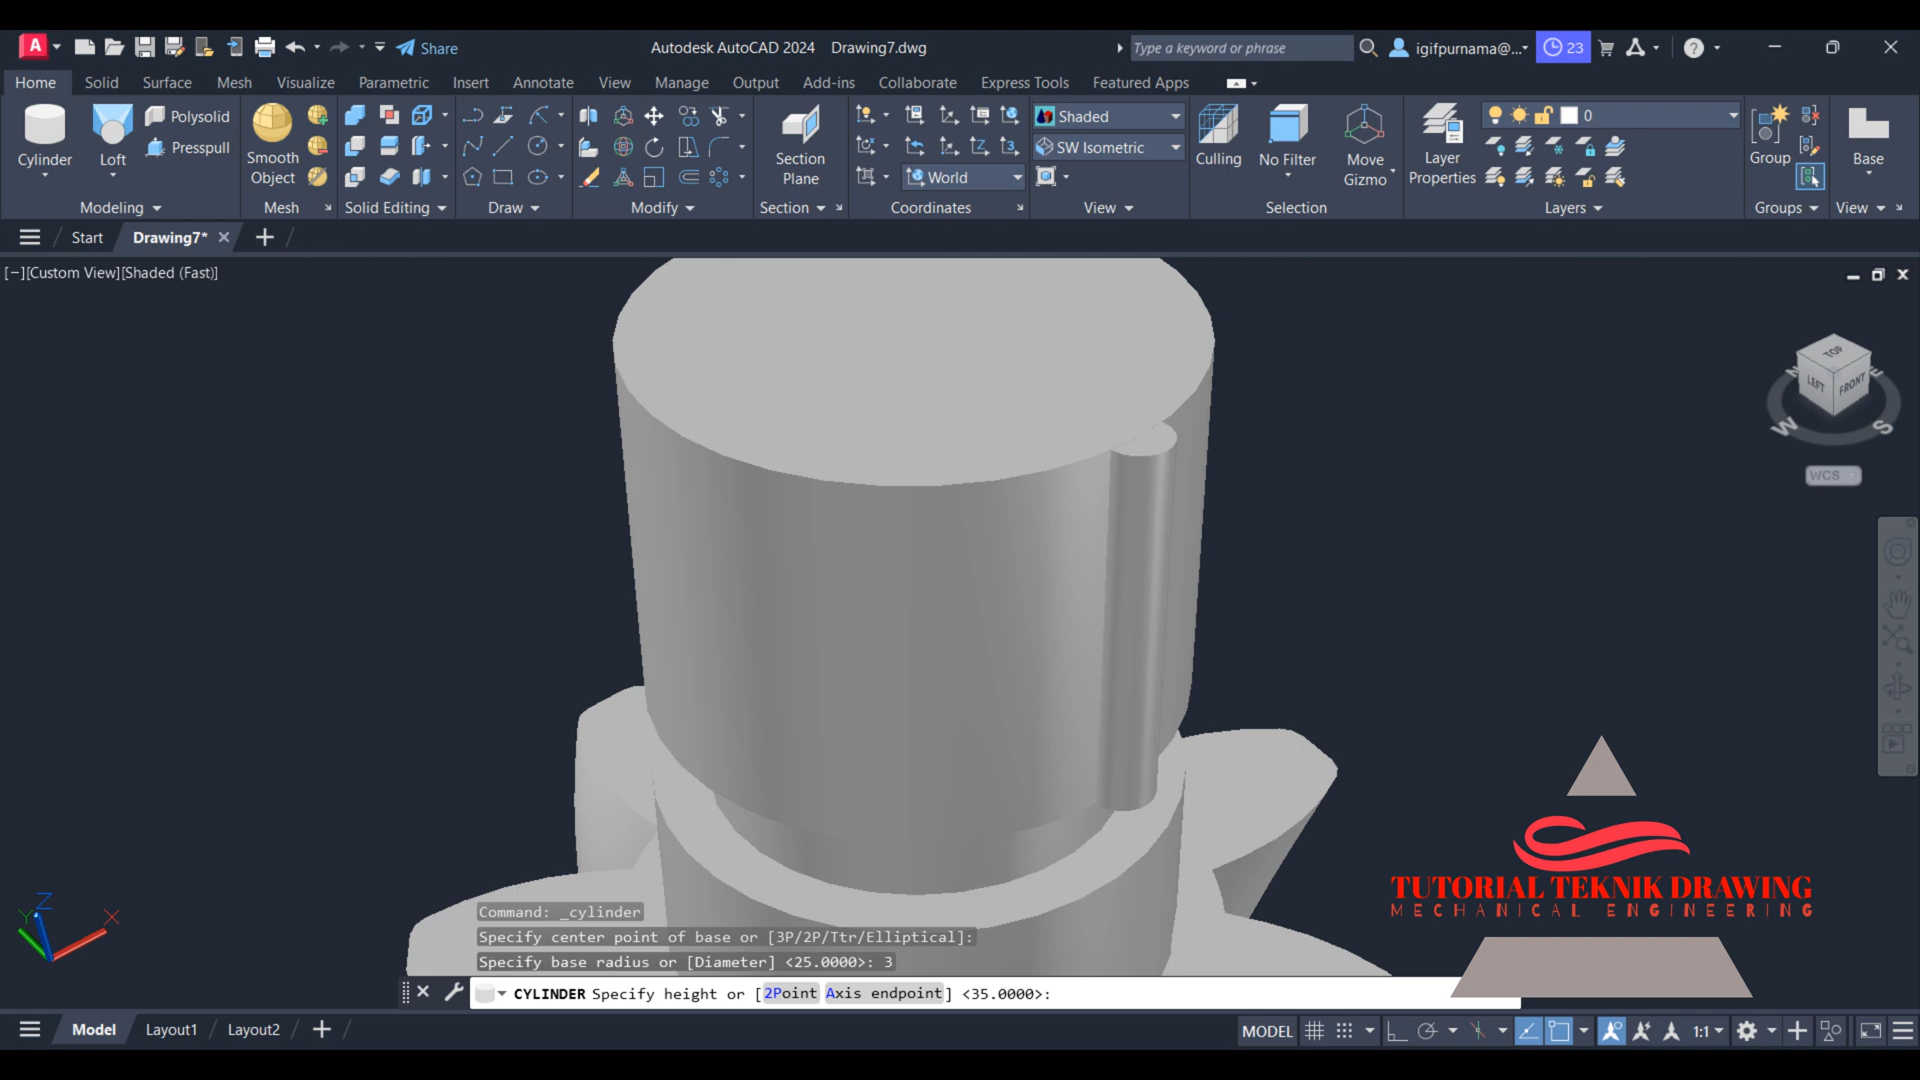 Share
Autodesk AutoCAD 2024 Drawing7.dwg
Type a keyword or phrase
igifpurnama@...
23
Home Solid Surface Mesh Visualize Parametric Insert Annotate View Manage Output Add-ins Collaborate Express Tools Featured Apps
Cylinder
Loft
Polysolid
Presspull
Modeling
Smooth
Object
Mesh
Solid Editing
Draw
Modify
Section
Plane
Section
World
Coordinates
Shaded
SW Isometric
View
Culling
No Filter
Move
Gizmo
Selection
Layer
Properties
0
Layers
Group
Groups
Base
View
Start Drawing7*
[−][Custom View][Shaded (Fast)]
TOP
LEFT FRONT
N E
W S
WCS
Z
Y X
TUTORIAL TEKNIK DRAWING
MECHANICAL ENGINEERING
Command: _cylinder
Specify center point of base or [3P/2P/Ttr/Elliptical]:
Specify base radius or [Diameter] <25.0000>: 3
CYLINDER Specify height or [2Point Axis endpoint] <35.0000>:
Model Layout1 Layout2
MODEL 1:1